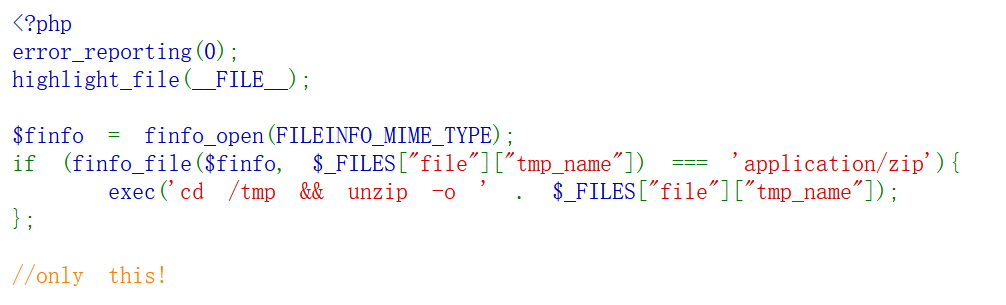 <?php
error_reporting(0);
highlight_file(__FILE__);

$finfo = finfo_open(FILEINFO_MIME_TYPE);
if (finfo_file($finfo, $_FILES["file"]["tmp_name"]) === 'application/zip'){
        exec('cd /tmp && unzip -o ' . $_FILES["file"]["tmp_name"]);
};

//only this!